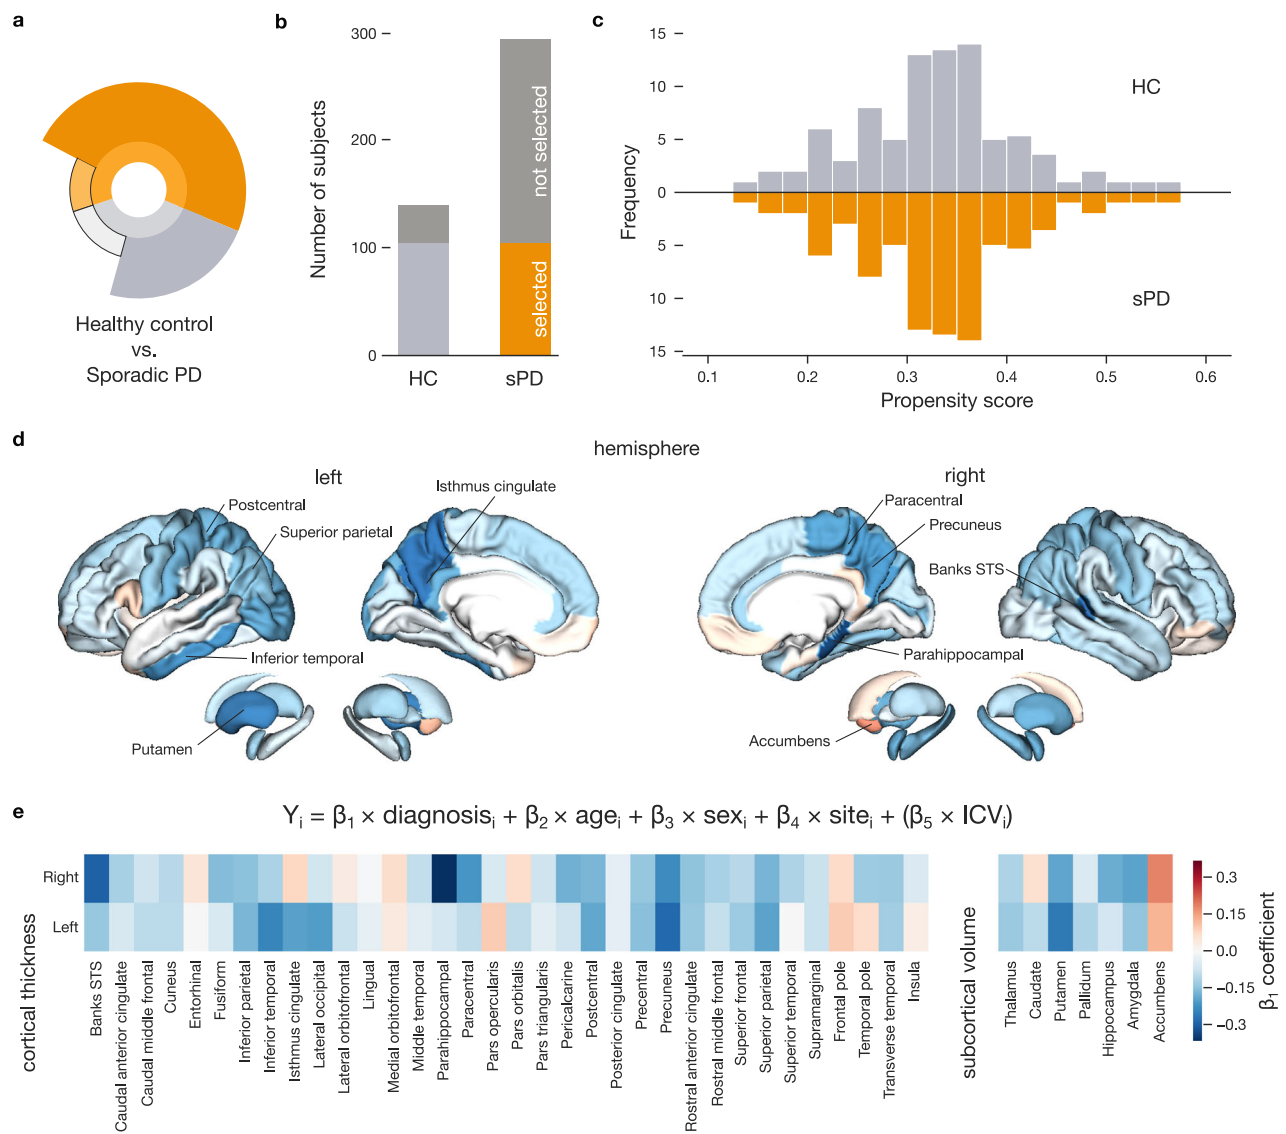 a
Healthy control
vs.
Sporadic PD
b
Number of subjects
300
200
100
0
not selected
selected
HC
sPD
c
Frequency
15
10
5
0
5
10
15
HC
sPD
0.1
0.2
0.3
0.4
0.5
0.6
Propensity score
d
hemisphere
left
right
Isthmus cingulate
Postcentral
Superior parietal
Inferior temporal
Putamen
Paracentral
Precuneus
Banks STS
Parahippocampal
Accumbens
e
Yᵢ = β₁ × diagnosisᵢ + β₂ × ageᵢ + β₃ × sexᵢ + β₄ × siteᵢ + (β₅ × ICVᵢ)
cortical thickness
Right
Left
Banks STS
Caudal anterior cingulate
Caudal middle frontal
Cuneus
Entorhinal
Fusiform
Inferior parietal
Inferior temporal
Isthmus cingulate
Lateral occipital
Lateral orbitofrontal
Lingual
Medial orbitofrontal
Middle temporal
Parahippocampal
Paracentral
Pars opercularis
Pars orbitalis
Pars triangularis
Pericalcarine
Postcentral
Posterior cingulate
Precentral
Precuneus
Rostral anterior cingulate
Rostral middle frontal
Superior frontal
Superior parietal
Superior temporal
Supramarginal
Frontal pole
Temporal pole
Transverse temporal
Insula
subcortical volume
Thalamus
Caudate
Putamen
Pallidum
Hippocampus
Amygdala
Accumbens
0.3
0.15
0.0
−0.15
−0.3
β₁ coefficient